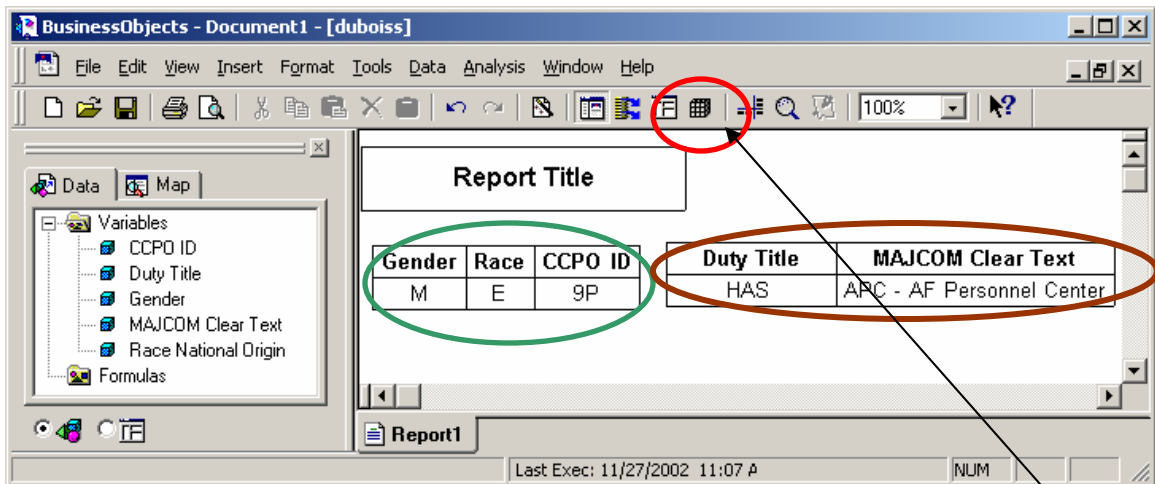 BusinessObjects - Document1 - [duboiss]
File Edit View Insert Format Tools Data Analysis Window Help
100%
Data Map
Variables
CCPO ID
Duty Title
Gender
MAJCOM Clear Text
Race National Origin
Formulas
Report Title
Gender Race CCPO ID
M E 9P
Duty Title MAJCOM Clear Text
HAS APC - AF Personnel Center
Report1
Last Exec: 11/27/2002 11:07 A
NUM